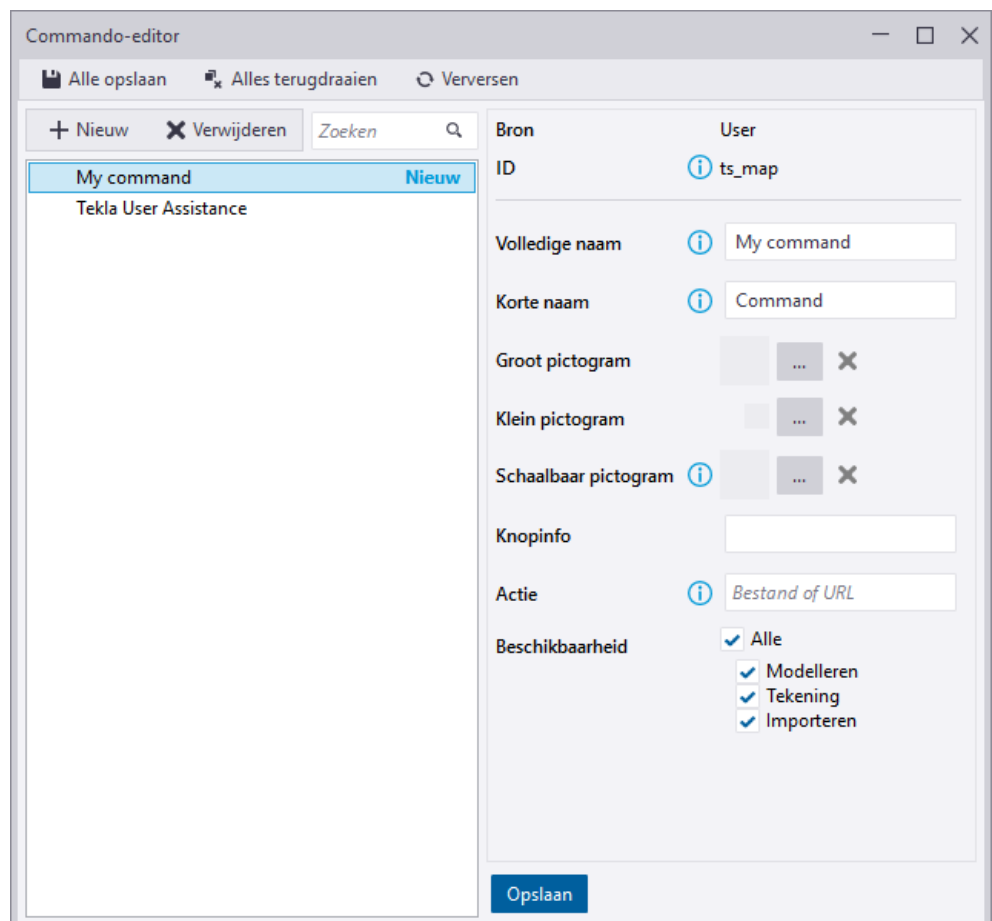 Commando-editor
Alle opslaan Alles terugdraaien Verversen
Nieuw Verwijderen Zoeken
My command Nieuw
Tekla User Assistance
Bron User
ID ts_map
Volledige naam My command
Korte naam Command
Groot pictogram ...
Klein pictogram ...
Schaalbaar pictogram ...
Knopinfo
Actie Bestand of URL
Beschikbaarheid Alle
Modelleren
Tekening
Importeren
Opslaan